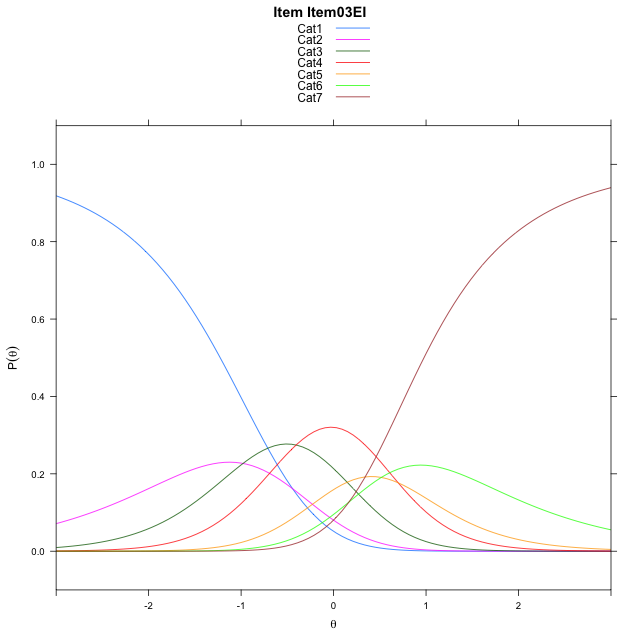 Item Item03EI
Cat1
Cat2
Cat3
Cat4
Cat5
Cat6
Cat7
1.0
0.8
0.6
0.4
0.2
0.0
P(θ)
-2 -1 0 1 2
θ